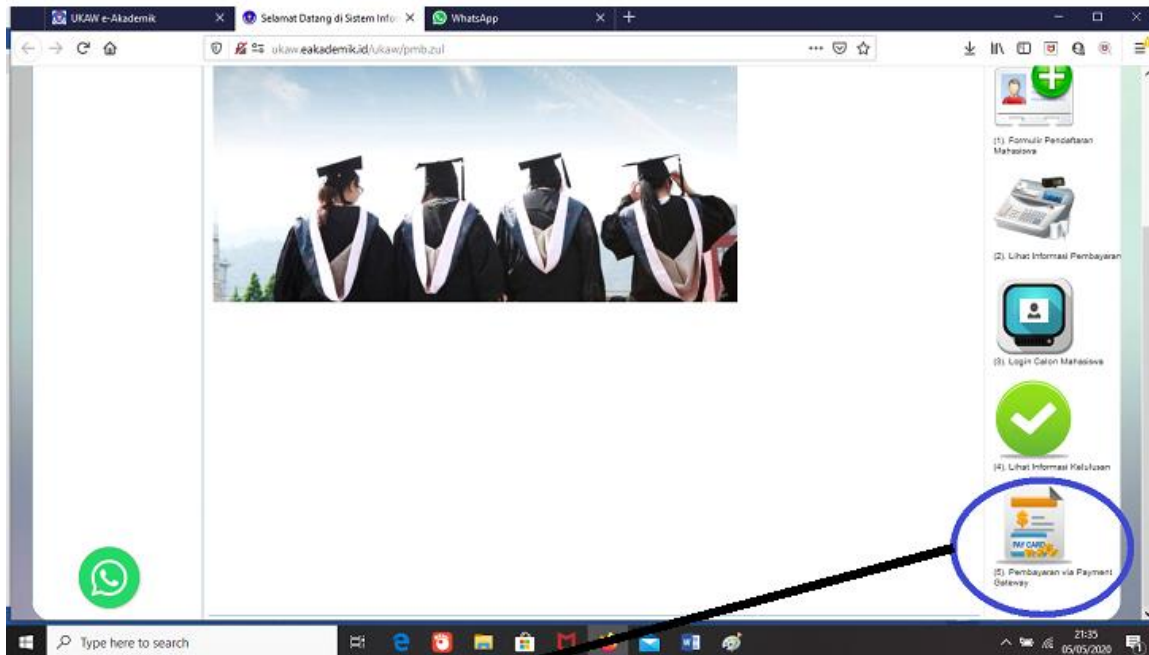 UKAW e-Akademik
Selamat Datang di Sistem Info
WhatsApp
ukaw.eakademik.id/ukaw/pmb.zul
(1). Formulir Pendaftaran
Mahasiswa
(2). Lihat Informasi Pembayaran
(3). Login Calon Mahasiswa
(4). Lihat Informasi Kelulusan
PAY CARD
(5). Pembayaran via Payment
Gateway
Type here to search
21:35
05/05/2020